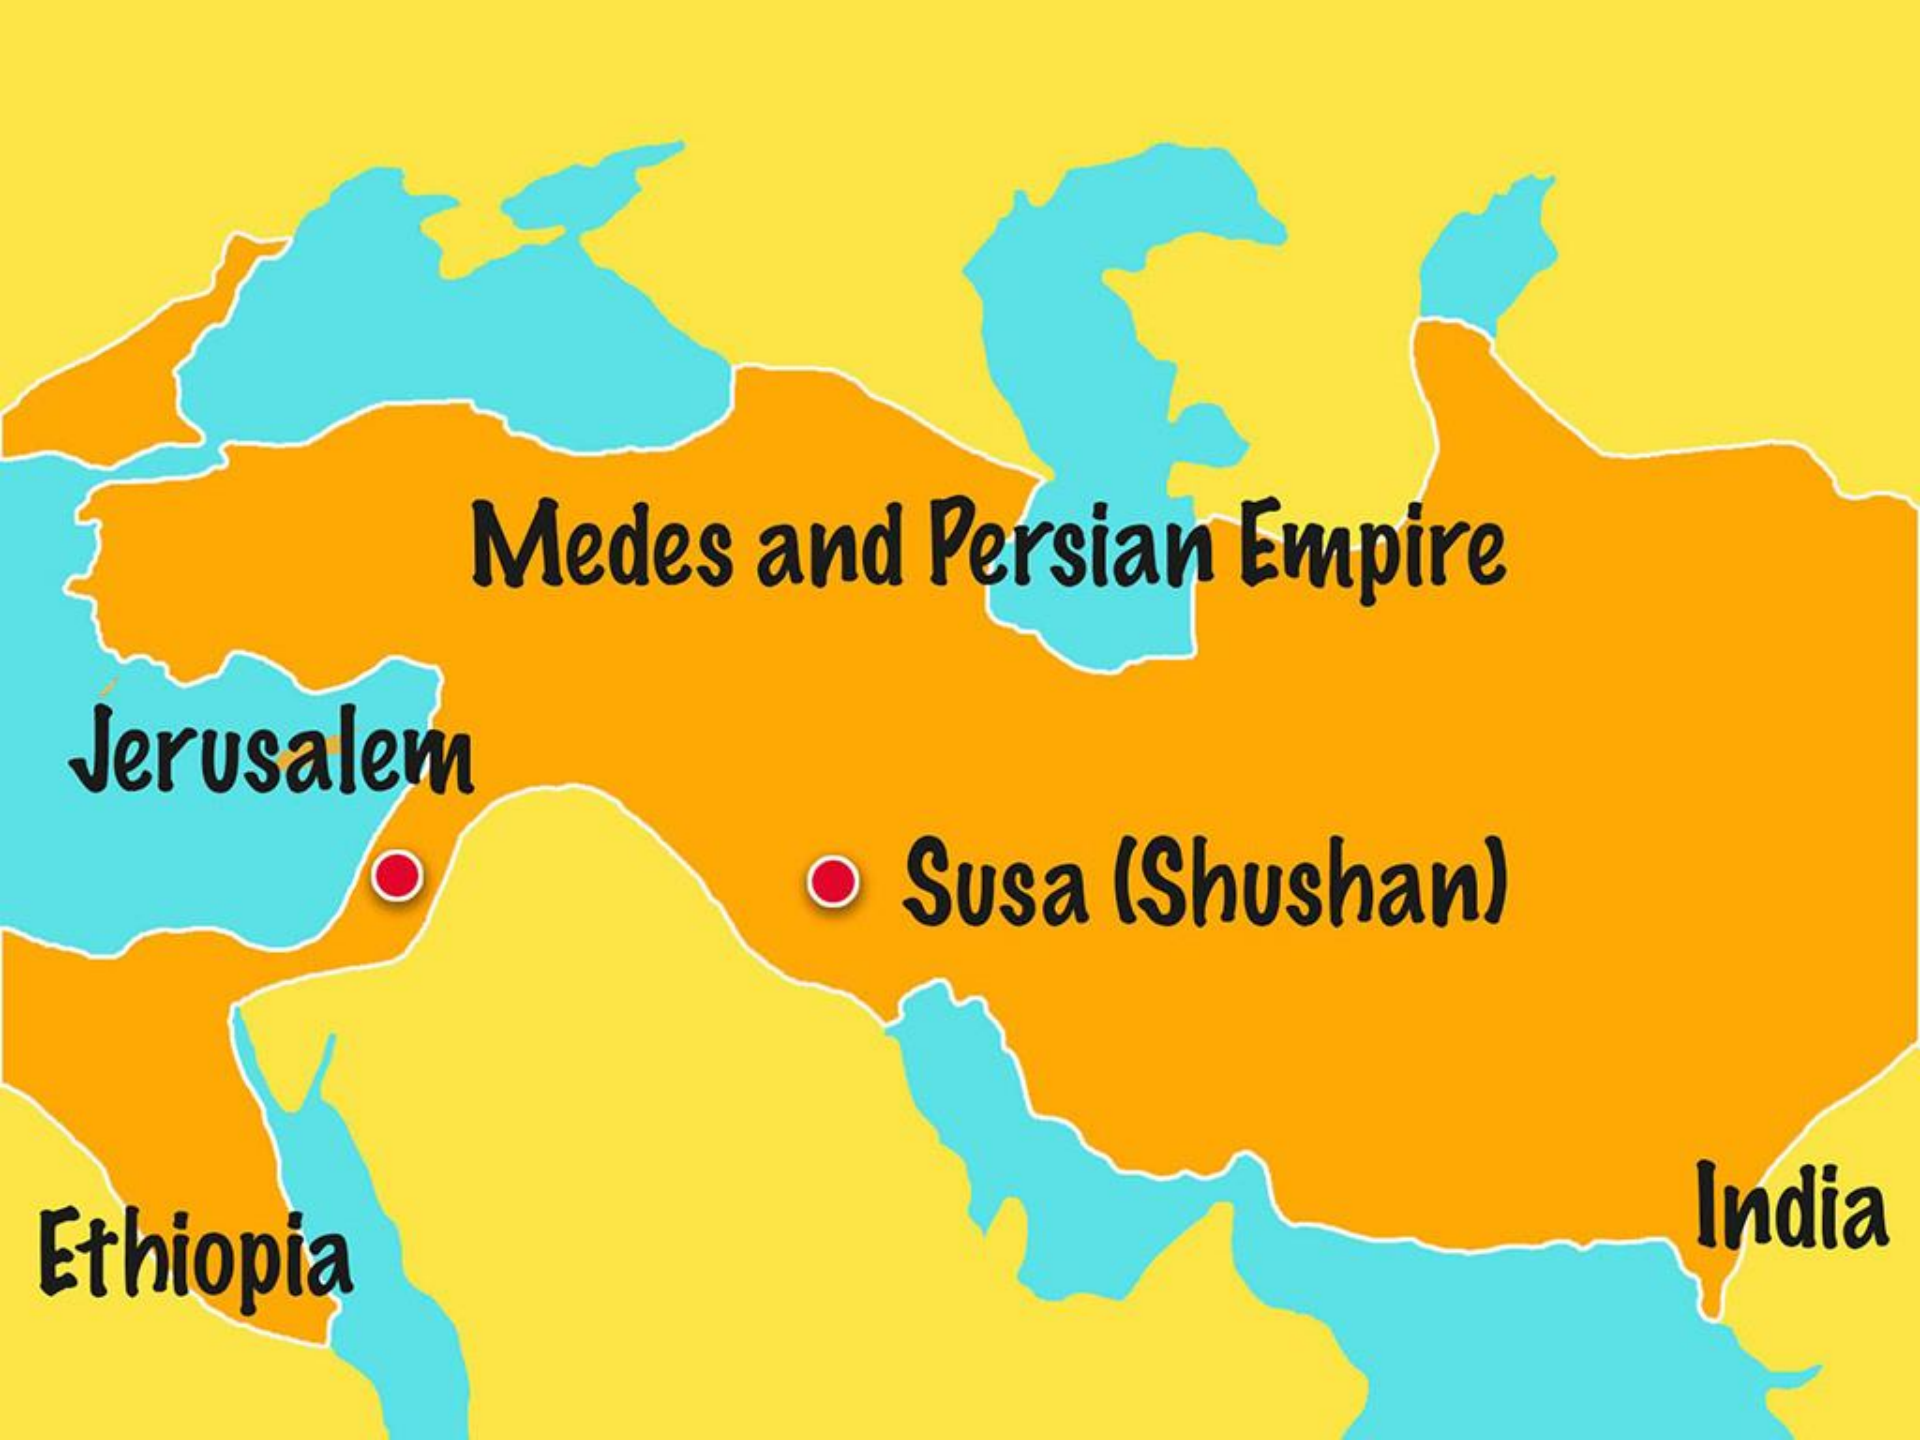 Medes and Persian Empire
Jerusalem
Susa (Shushan)
Ethiopia
India